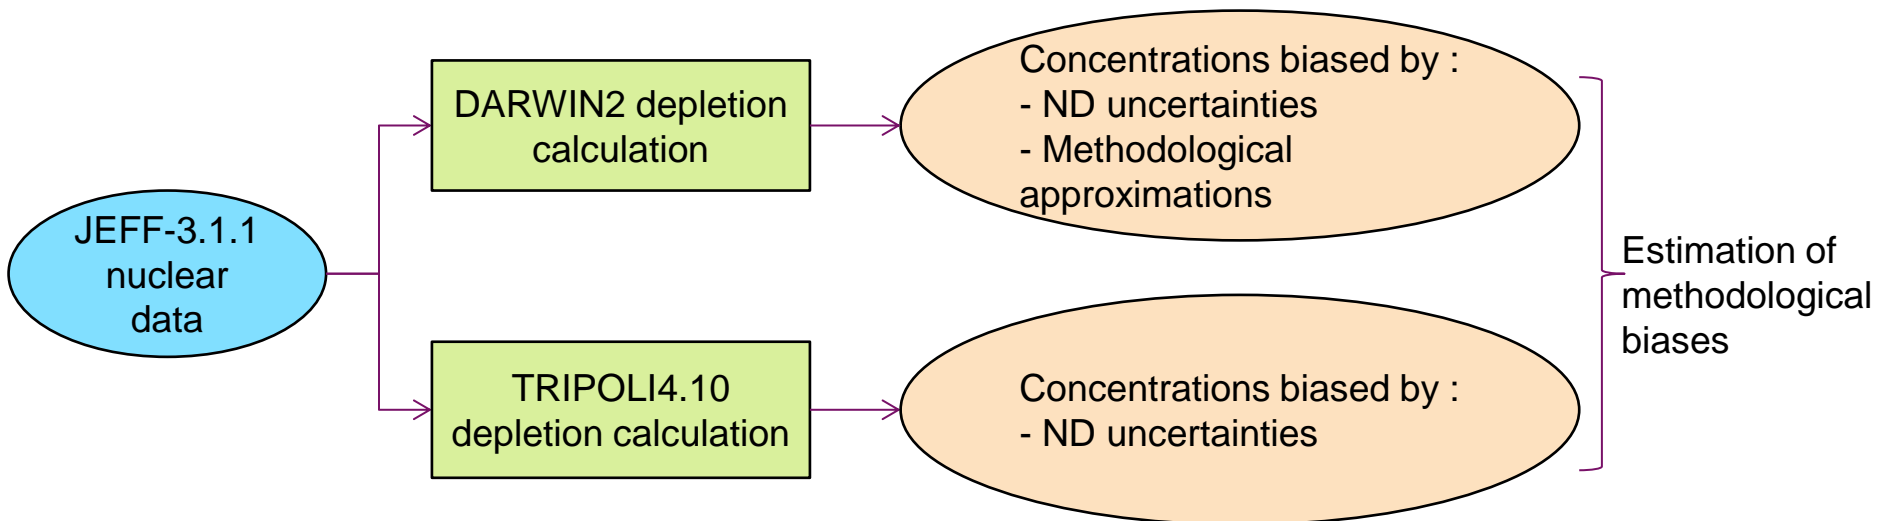 JEFF-3.1.1
nuclear
data
DARWIN2 depletion
calculation
Concentrations biased by :
- ND uncertainties
- Methodological
approximations
TRIPOLI4.10
depletion calculation
Concentrations biased by :
- ND uncertainties
Estimation of
methodological
biases